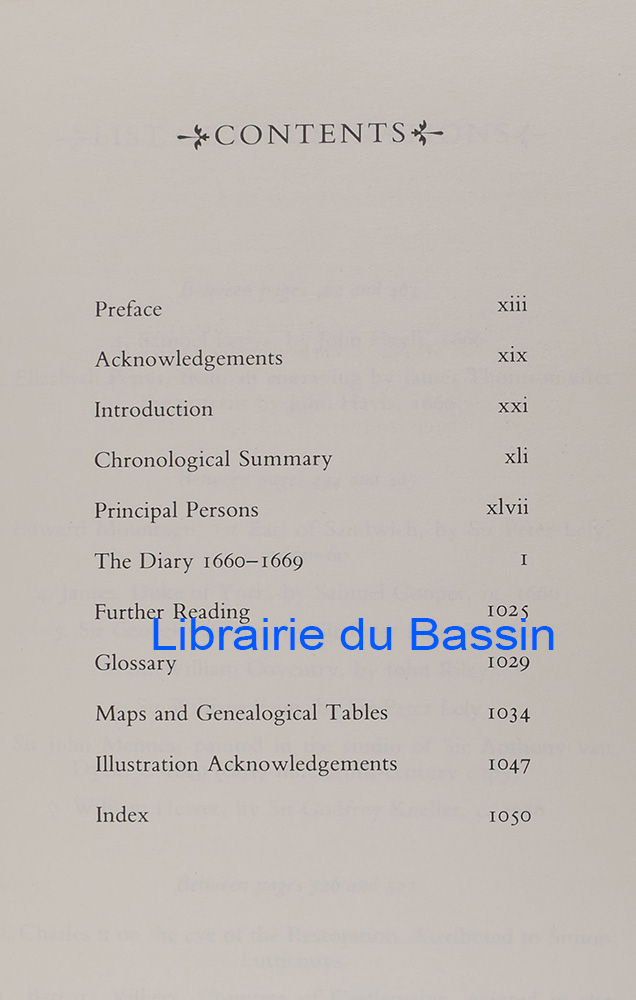 CONTENTS
Preface xiii
Acknowledgements xix
Introduction xxi
Chronological Summary xli
Principal Persons xlvii
The Diary 1660–1669 1
Further Reading 1025
Librairie du Bassin
Glossary 1029
Maps and Genealogical Tables 1034
Illustration Acknowledgements 1047
Index 1050